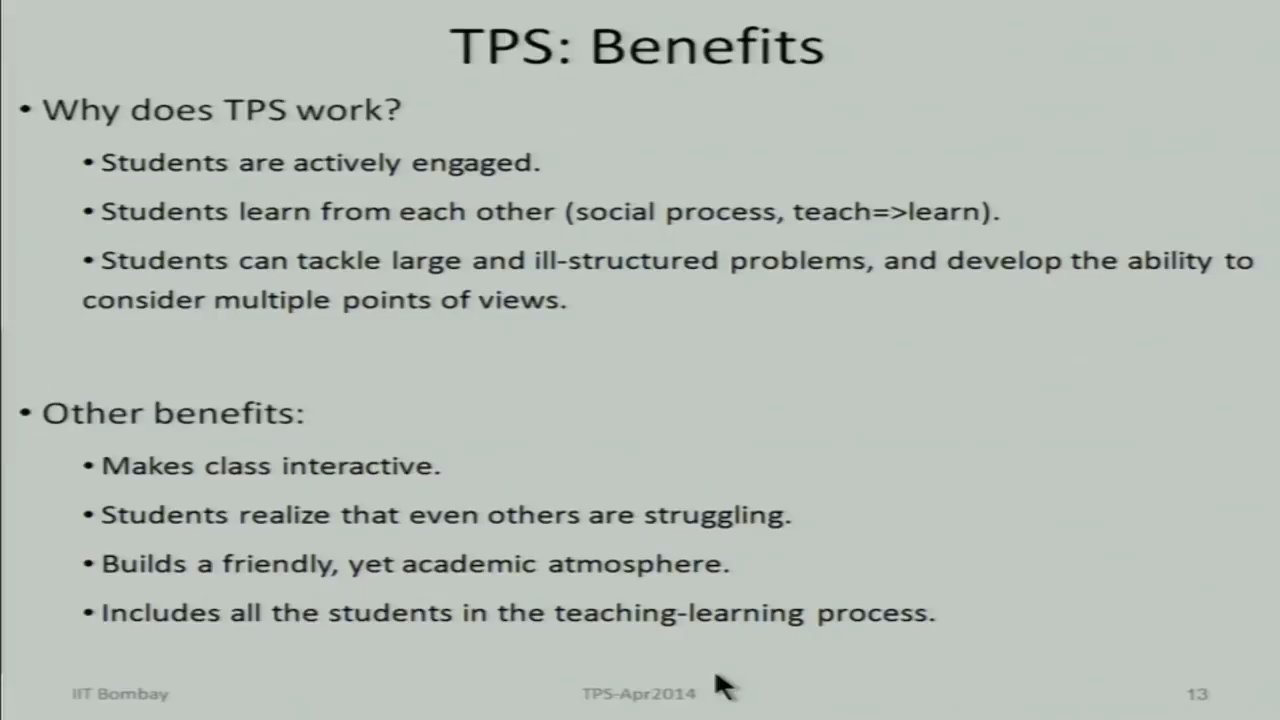 TPS: Benefits
• Why does TPS work?
• Students are actively engaged.
• Students learn from each other (social process, teach=>learn).
• Students can tackle large and ill-structured problems, and develop the ability to
consider multiple points of views.
• Other benefits:
• Makes class interactive.
• Students realize that even others are struggling.
• Builds a friendly, yet academic atmosphere.
• Includes all the students in the teaching-learning process.
IIT Bombay TPS-Apr2014 13